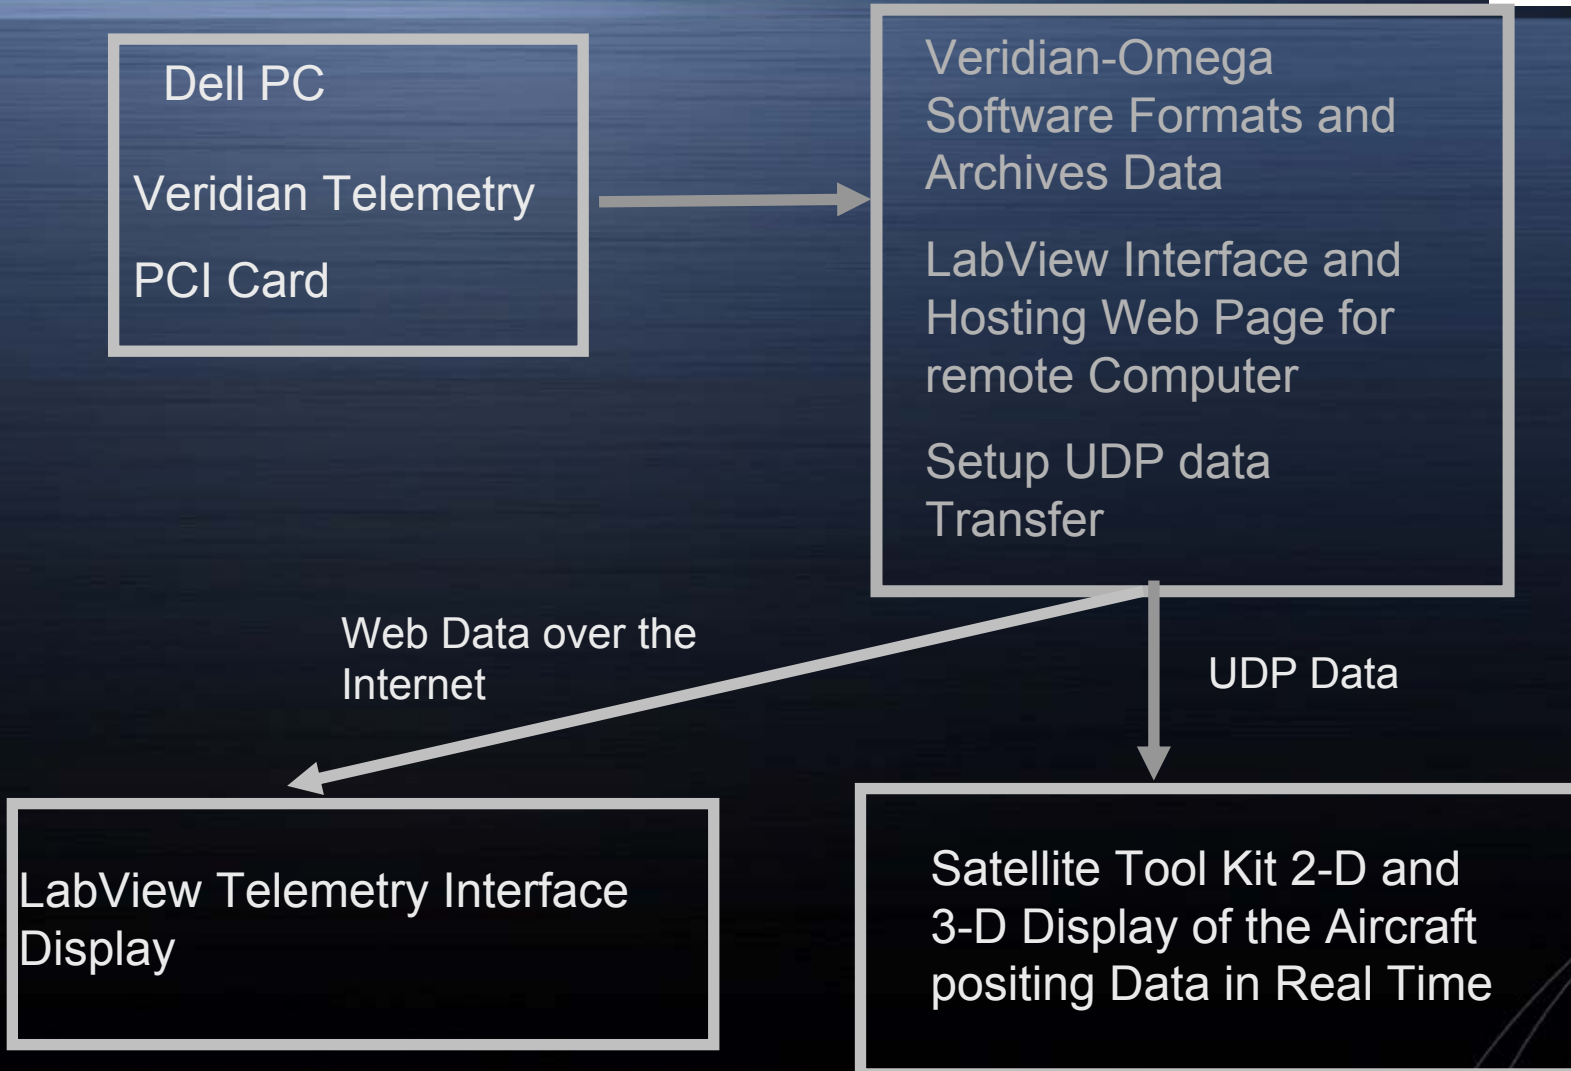 Dell PC
Veridian Telemetry
PCI Card
Veridian-Omega
Software Formats and
Archives Data
LabView Interface and
Hosting Web Page for
remote Computer
Setup UDP data
Transfer
Web Data over the
Internet
UDP Data
LabView Telemetry Interface
Display
Satellite Tool Kit 2-D and
3-D Display of the Aircraft
positing Data in Real Time